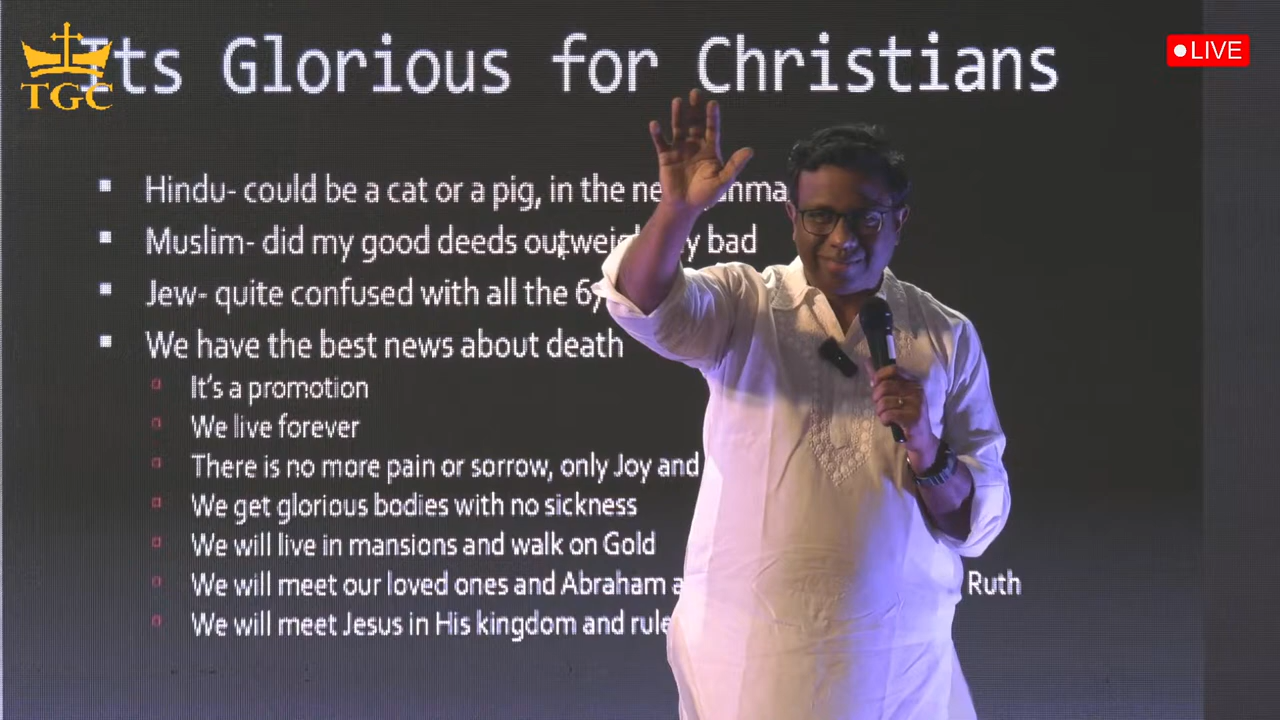 Its Glorious for Christians
TGC
LIVE
Hindu- could be a cat or a pig, in the
Muslim- did my good deeds bad
Jew- quite confused with all the
We have the best news about death
It's a promotion
We live forever
There is no more pain or sorrow, only Joy and
We get glorious bodies with no sickness
We will live in mansions and walk on Gold
We will meet our loved ones and Abraham Ruth
We will meet Jesus in His kingdom and rule